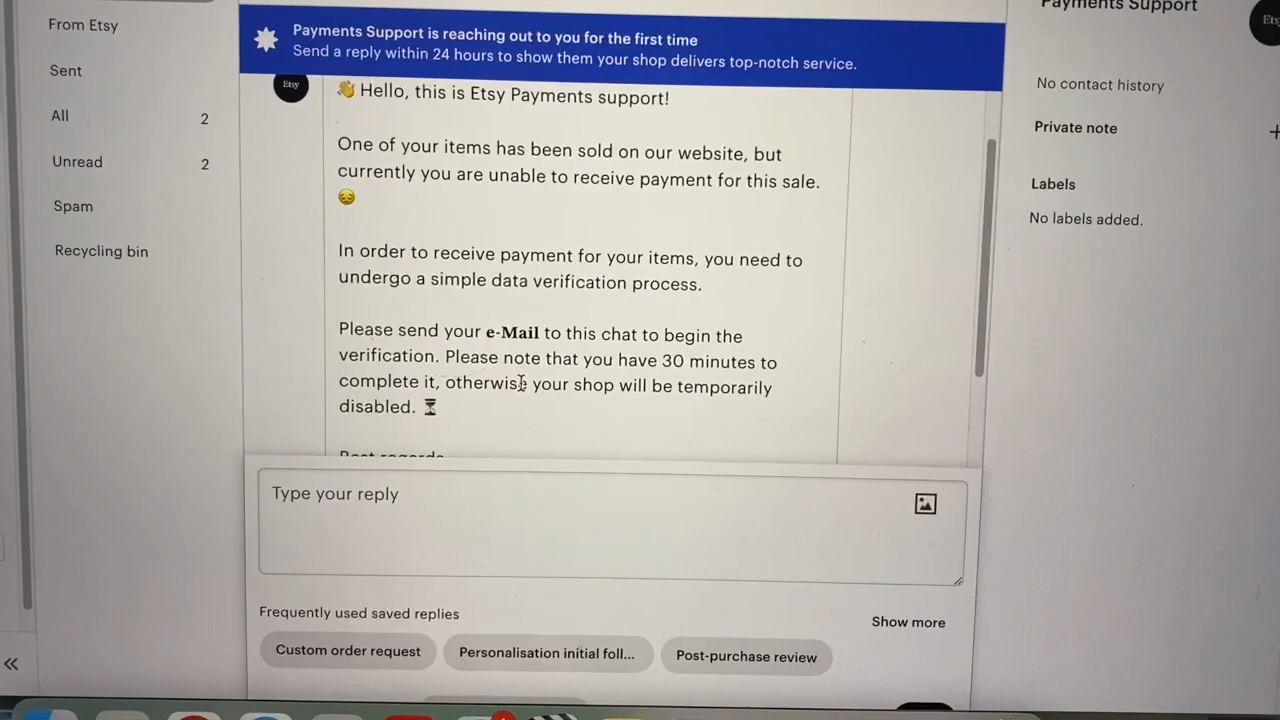 From Etsy
Sent
All 2
Unread 2
Spam
Recycling bin
Payments Support is reaching out to you for the first time
Send a reply within 24 hours to show them your shop delivers top-notch service.
Etsy
👋 Hello, this is Etsy Payments support!
One of your items has been sold on our website, but
currently you are unable to receive payment for this sale.
😔
In order to receive payment for your items, you need to
undergo a simple data verification process.
Please send your e-Mail to this chat to begin the
verification. Please note that you have 30 minutes to
complete it, otherwise your shop will be temporarily
disabled. ⏳
Type your reply
Frequently used saved replies
Show more
Custom order request
Personalisation initial foll...
Post-purchase review
Payments Support
No contact history
Private note
Labels
No labels added.